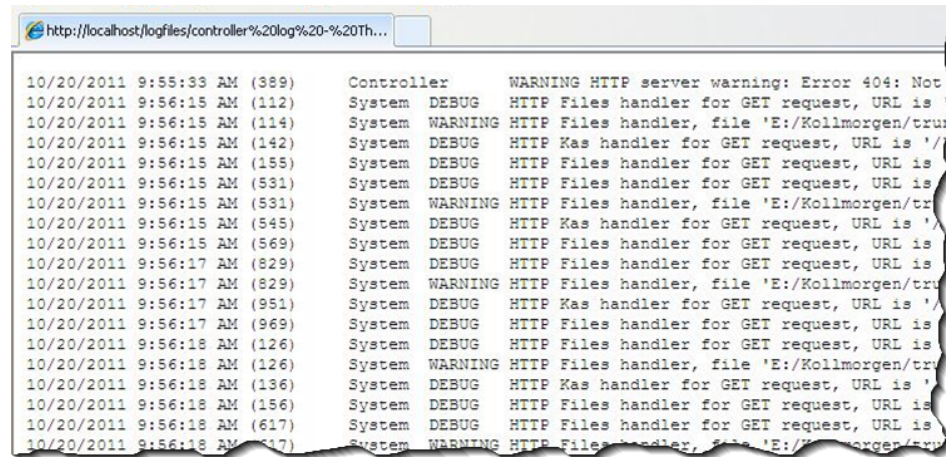 http://localhost/logfiles/controller%20log%20-%20Th...
10/20/2011 9:55:33 AM (389) Controller WARNING HTTP server warning: Error 404: Not
10/20/2011 9:56:15 AM (112) System DEBUG HTTP Files handler for GET request, URL is '
10/20/2011 9:56:15 AM (114) System WARNING HTTP Files handler, file 'E:/Kollmorgen/trun
10/20/2011 9:56:15 AM (142) System DEBUG HTTP Kas handler for GET request, URL is '/
10/20/2011 9:56:15 AM (155) System DEBUG HTTP Files handler for GET request, URL is
10/20/2011 9:56:15 AM (531) System DEBUG HTTP Files handler for GET request, URL is
10/20/2011 9:56:15 AM (531) System WARNING HTTP Files handler, file 'E:/Kollmorgen/tr
10/20/2011 9:56:15 AM (545) System DEBUG HTTP Kas handler for GET request, URL is '/
10/20/2011 9:56:15 AM (569) System DEBUG HTTP Files handler for GET request, URL is
10/20/2011 9:56:17 AM (829) System DEBUG HTTP Files handler for GET request, URL is
10/20/2011 9:56:17 AM (829) System WARNING HTTP Files handler, file 'E:/Kollmorgen/tru
10/20/2011 9:56:17 AM (951) System DEBUG HTTP Kas handler for GET request, URL is '/
10/20/2011 9:56:17 AM (969) System DEBUG HTTP Files handler for GET request, URL is
10/20/2011 9:56:18 AM (126) System DEBUG HTTP Files handler for GET request, URL is
10/20/2011 9:56:18 AM (126) System WARNING HTTP Files handler, file 'E:/Kollmorgen/tr
10/20/2011 9:56:18 AM (136) System DEBUG HTTP Kas handler for GET request, URL is '
10/20/2011 9:56:18 AM (156) System DEBUG HTTP Files handler for GET request, URL is
10/20/2011 9:56:18 AM (617) System DEBUG HTTP Files handler for GET request, URL is
10/20/2011 9:56:18 AM (617) System WARNING HTTP Files handler, file